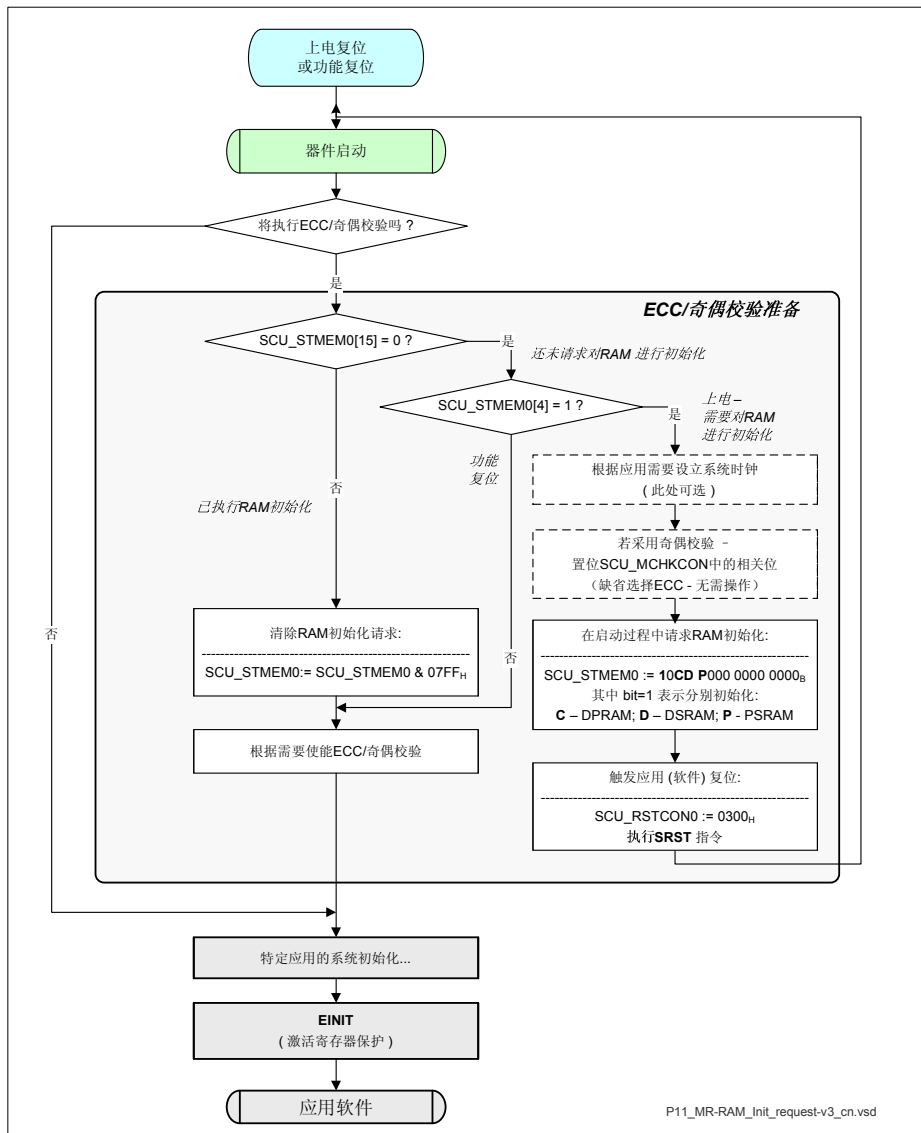 上电复位
或功能复位
器件启动
将执行ECC/奇偶校验吗 ?
是
ECC/奇偶校验准备
SCU_STMEM0[15] = 0 ?
是
还未请求对RAM 进行初始化
SCU_STMEM0[4] = 1 ?
是
上电 –
需要对RAM
进行初始化
功能
复位
根据应用需要设立系统时钟
( 此处可选 )
否
已执行RAM初始化
若采用奇偶校验 -
置位SCU_MCHKCON中的相关位
（缺省选择ECC - 无需操作）
否
清除RAM初始化请求:
SCU_STMEM0:= SCU_STMEM0 & 07FFH
否
在启动过程中请求RAM初始化:
SCU_STMEM0 := 10CD P000 0000 0000B
其中 bit=1 表示分别初始化:
C – DPRAM; D – DSRAM; P - PSRAM
根据需要使能ECC/奇偶校验
触发应用 (软件) 复位:
SCU_RSTCON0 := 0300H
执行SRST 指令
特定应用的系统初始化...
EINIT
( 激活寄存器保护 )
应用软件
P11_MR-RAM_Init_request-v3_cn.vsd